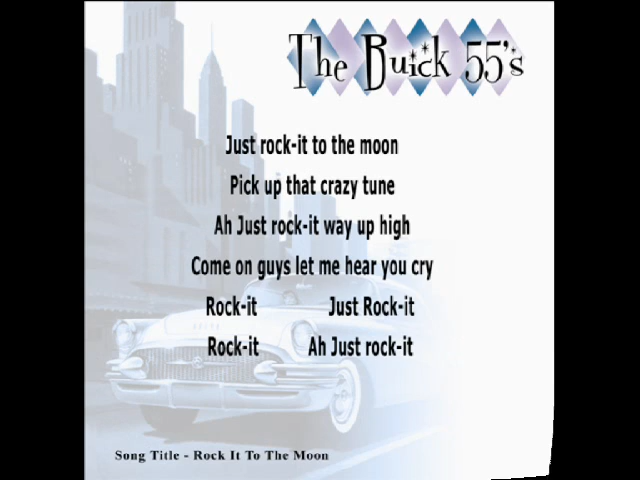 The Buick 55's
Just rock-it to the moon
Pick up that crazy tune
Ah Just rock-it way up high
Come on guys let me hear you cry
Rock-it Just Rock-it
Rock-it Ah Just rock-it
Song Title - Rock It To The Moon